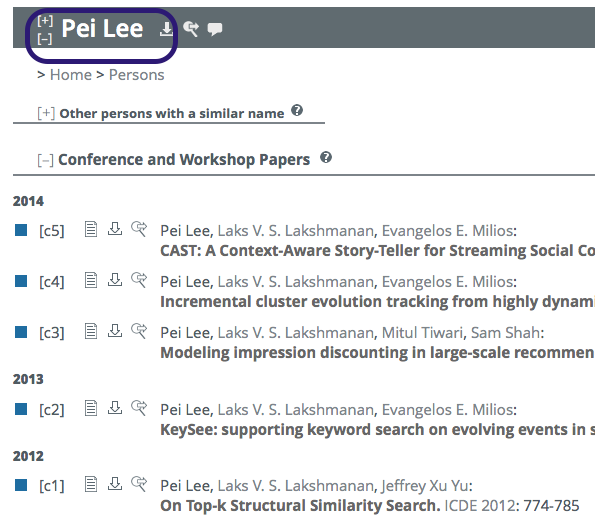 [+]
[–] Pei Lee
> Home > Persons
[+] Other persons with a similar name ?
[–] Conference and Workshop Papers ?
2014
[c5] Pei Lee, Laks V. S. Lakshmanan, Evangelos E. Milios:
CAST: A Context-Aware Story-Teller for Streaming Social Co
[c4] Pei Lee, Laks V. S. Lakshmanan, Evangelos E. Milios:
Incremental cluster evolution tracking from highly dynami
[c3] Pei Lee, Laks V. S. Lakshmanan, Mitul Tiwari, Sam Shah:
Modeling impression discounting in large-scale recommen
2013
[c2] Pei Lee, Laks V. S. Lakshmanan, Evangelos E. Milios:
KeySee: supporting keyword search on evolving events in s
2012
[c1] Pei Lee, Laks V. S. Lakshmanan, Jeffrey Xu Yu:
On Top-k Structural Similarity Search. ICDE 2012: 774-785